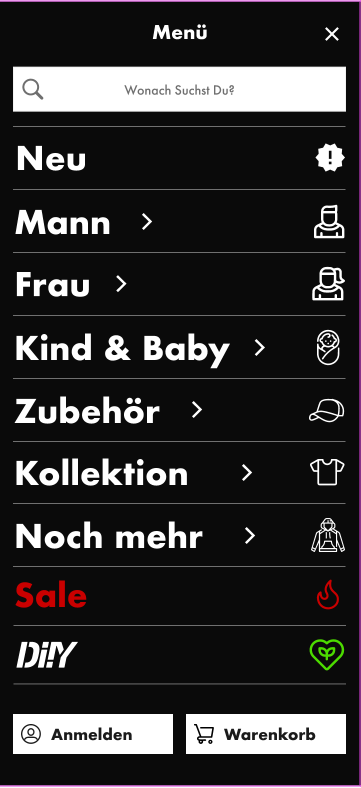 Menü
Wonach Suchst Du?
Neu
Mann
Frau
Kind & Baby
Zubehör
Kollektion
Noch mehr
Sale
DiY
Anmelden
Warenkorb